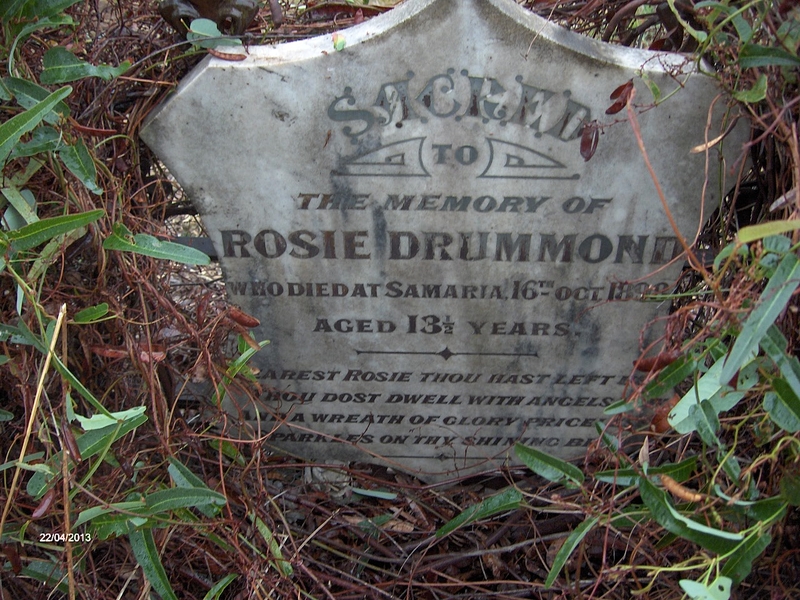 SACRED
TO
THE MEMORY OF
ROSIE DRUMMOND
WHO DIED AT SAMARIA, 16TH OCT,
AGED 13½ YEARS.
ROSIE THOU HAST LEFT
DOST DWELL WITH ANGELS
A WREATH OF GLORY PRICE
ON THY SHINING
22/04/2013